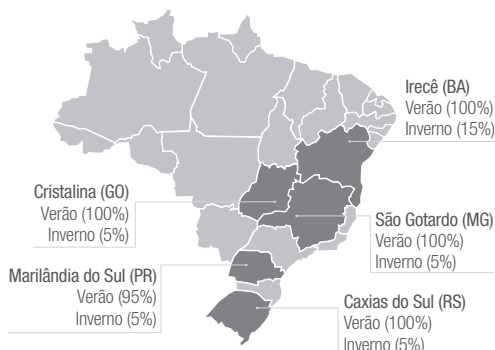 Irecê (BA)
Verão (100%)
Inverno (15%)
Cristalina (GO)
Verão (100%)
Inverno (5%)
São Gotardo (MG)
Verão (100%)
Inverno (5%)
Marilândia do Sul (PR)
Verão (95%)
Inverno (5%)
Caxias do Sul (RS)
Verão (100%)
Inverno (5%)